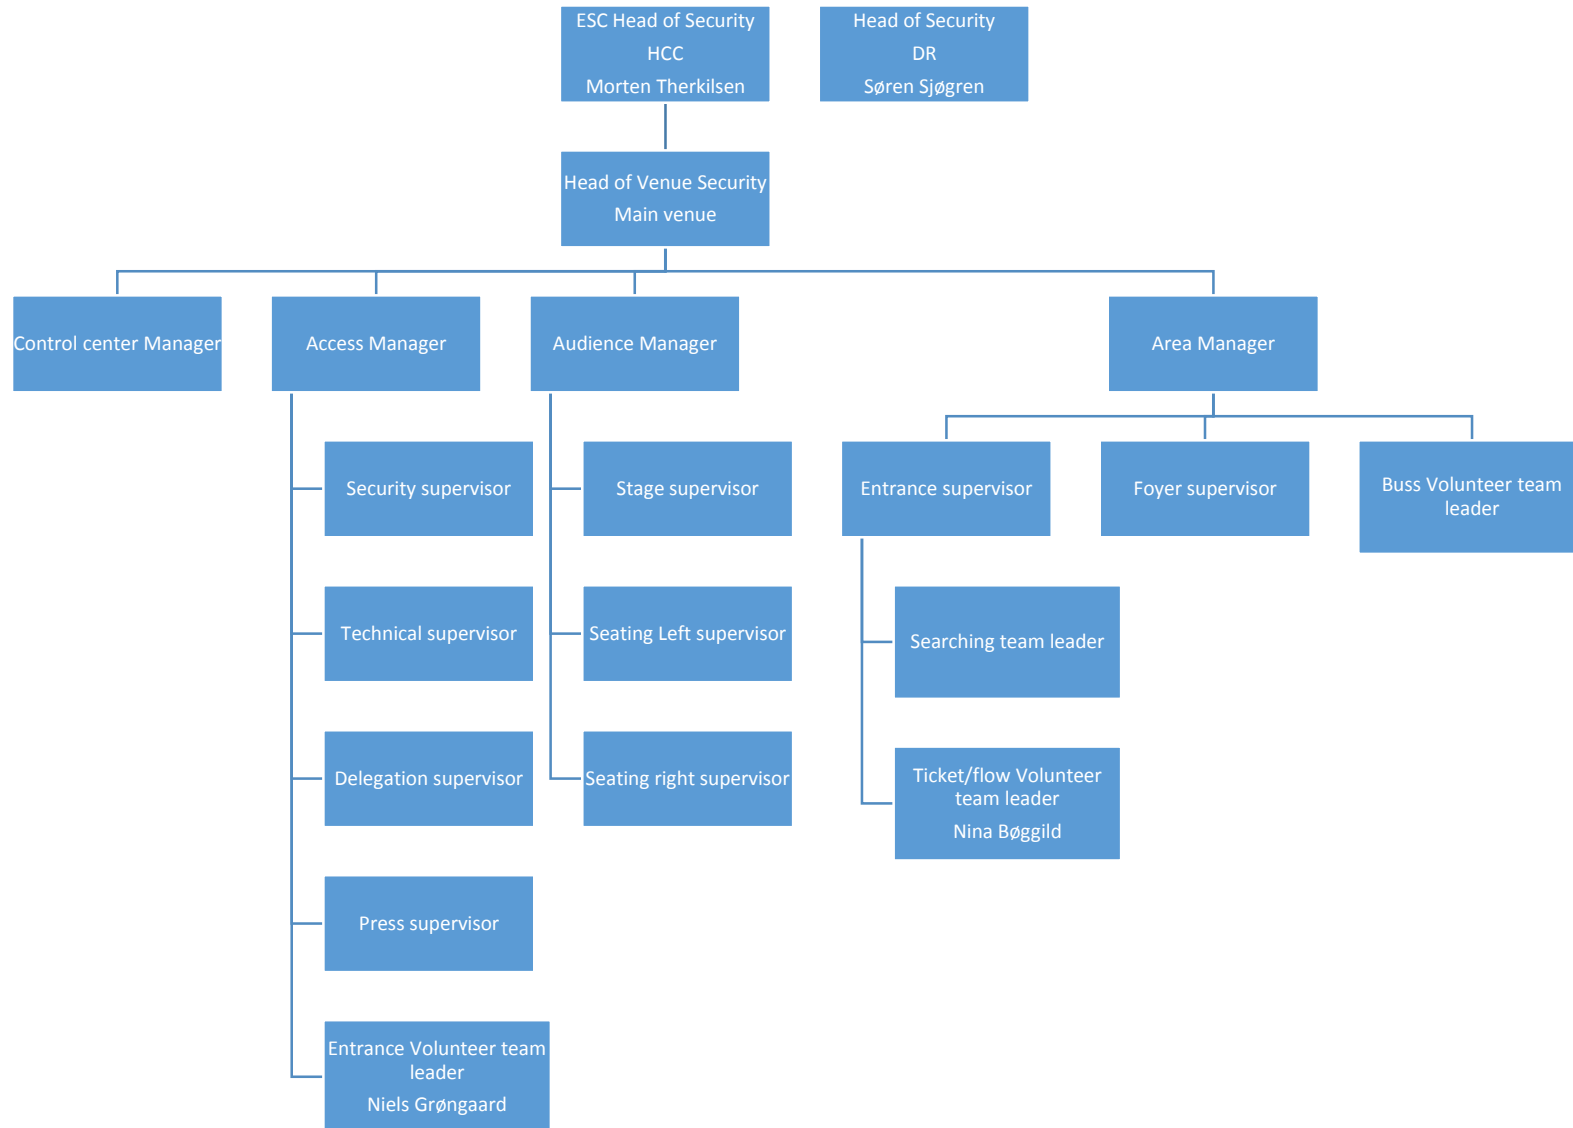 ESC Head of Security
HCC
Morten Therkilsen
Head of Security
DR
Søren Sjøgren
Head of Venue Security
Main venue
Control center Manager
Access Manager
Audience Manager
Area Manager
Security supervisor
Stage supervisor
Entrance supervisor
Foyer supervisor
Buss Volunteer team
leader
Technical supervisor
Seating Left supervisor
Searching team leader
Delegation supervisor
Seating right supervisor
Ticket/flow Volunteer
team leader
Nina Bøggild
Press supervisor
Entrance Volunteer team
leader
Niels Grøngaard